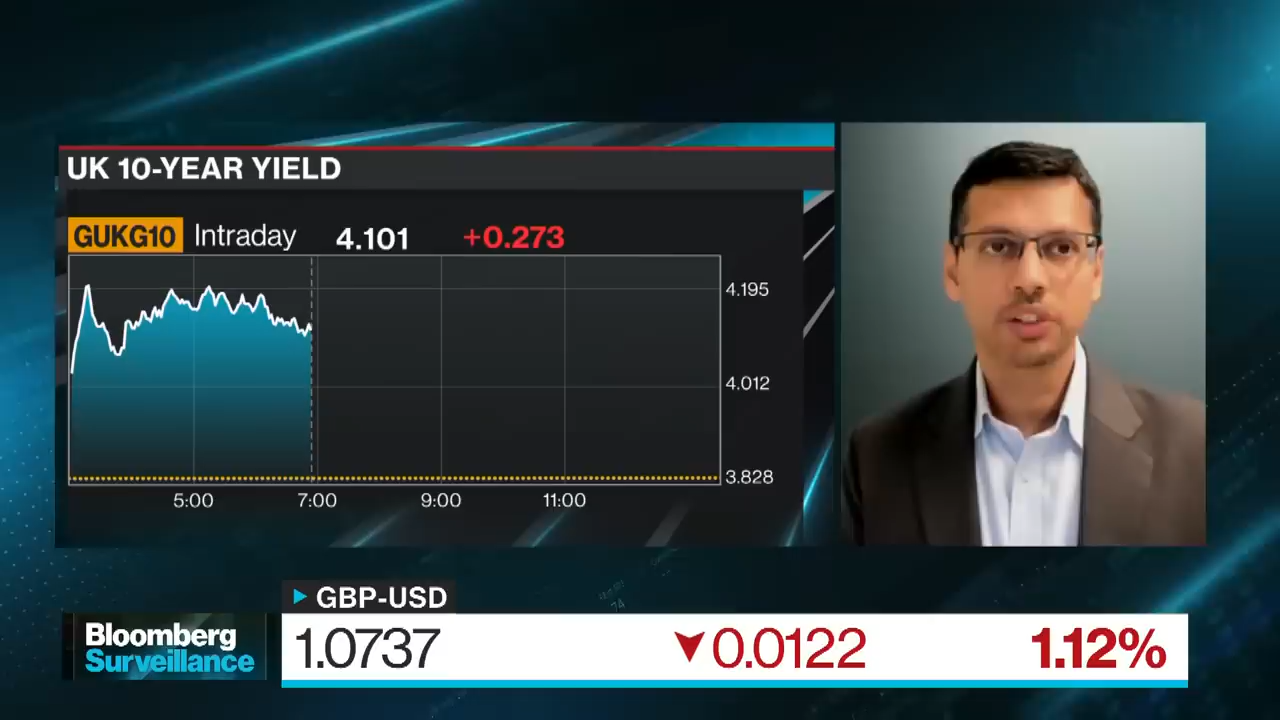 UK 10-YEAR YIELD
GUKG10 Intraday 4.101 +0.273
4.195
4.012
3.828
5:00 7:00 9:00 11:00
GBP-USD
Bloomberg
Surveillance
1.0737 0.0122 1.12%